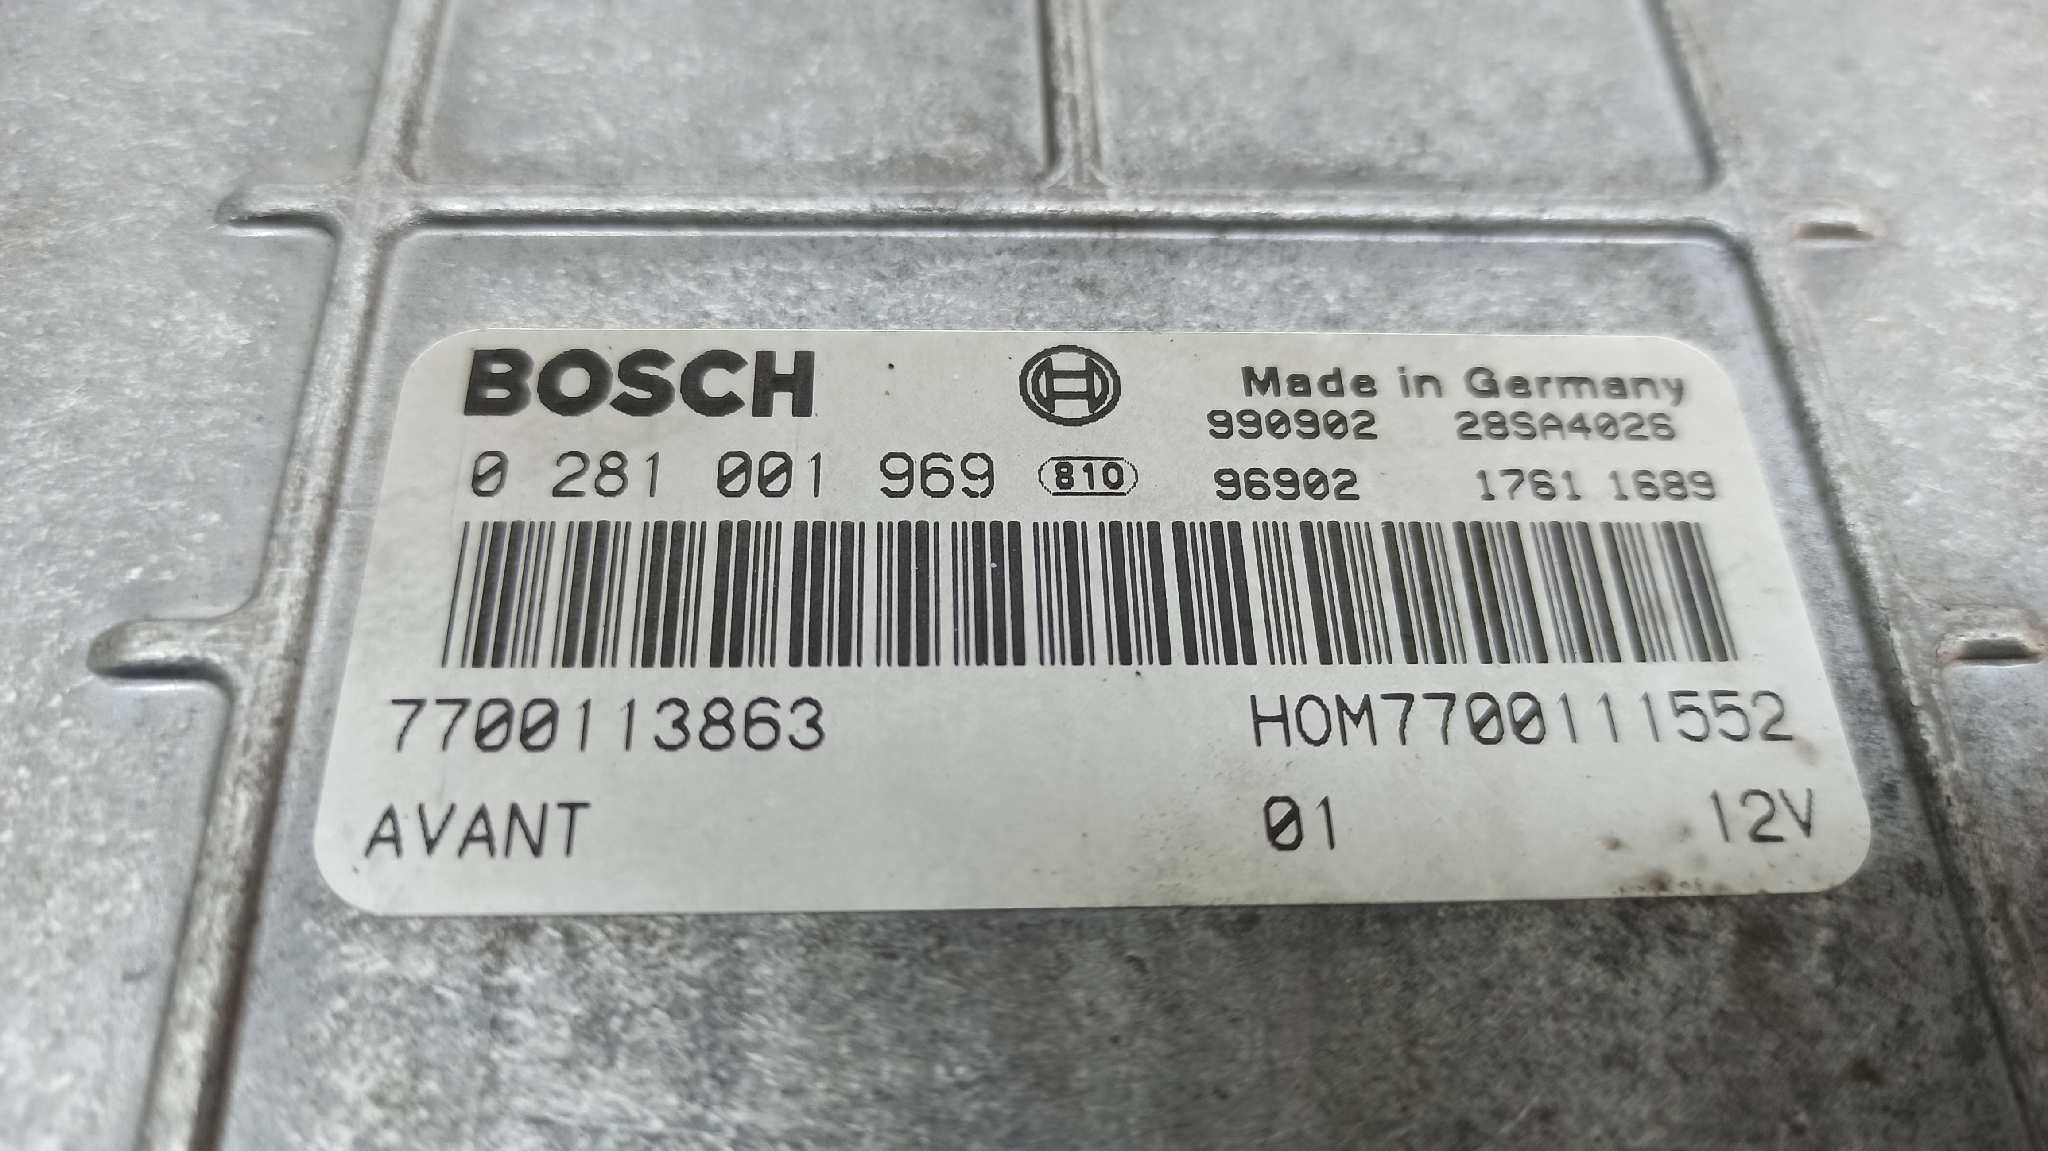 BOSCH Made in Germany
990902 28SA4026
0 281 001 969 810 96902 1761 1689
7700113863 HOM7700111552
AVANT 01 12V